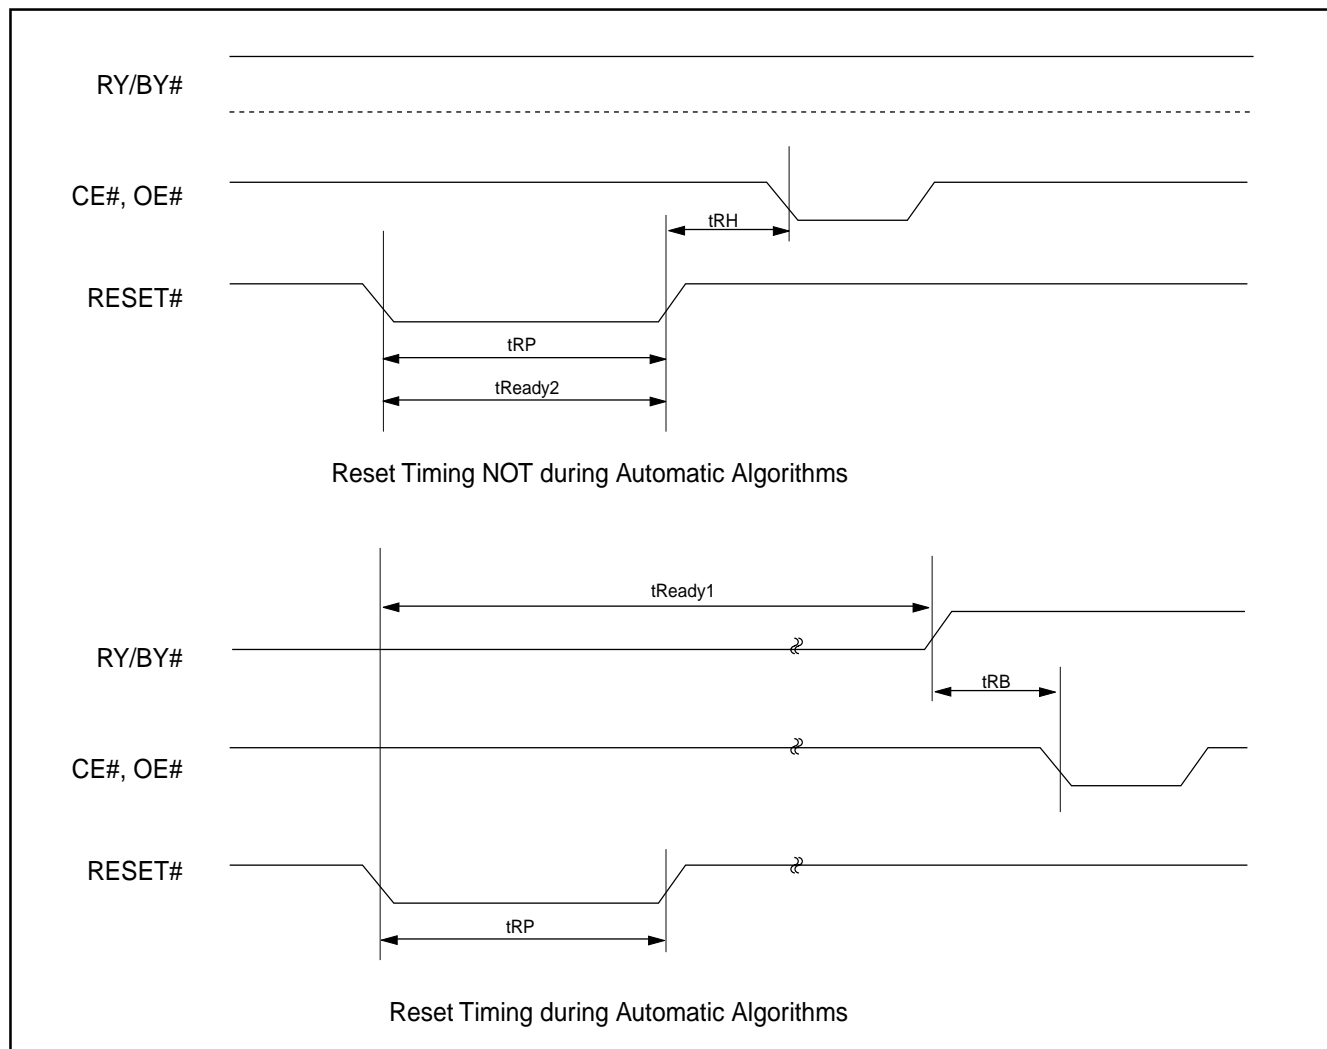 RY/BY#
CE#, OE#
tRH
RESET#
tRP
tReady2
Reset Timing NOT during Automatic Algorithms
tReady1
RY/BY#
tRB
CE#, OE#
RESET#
tRP
Reset Timing during Automatic Algorithms